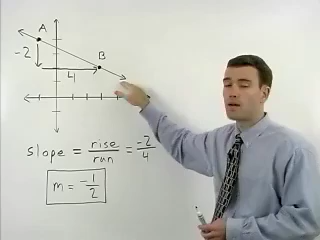 A
-2
B
4
slope = rise/run = -2/4
m = -1/2